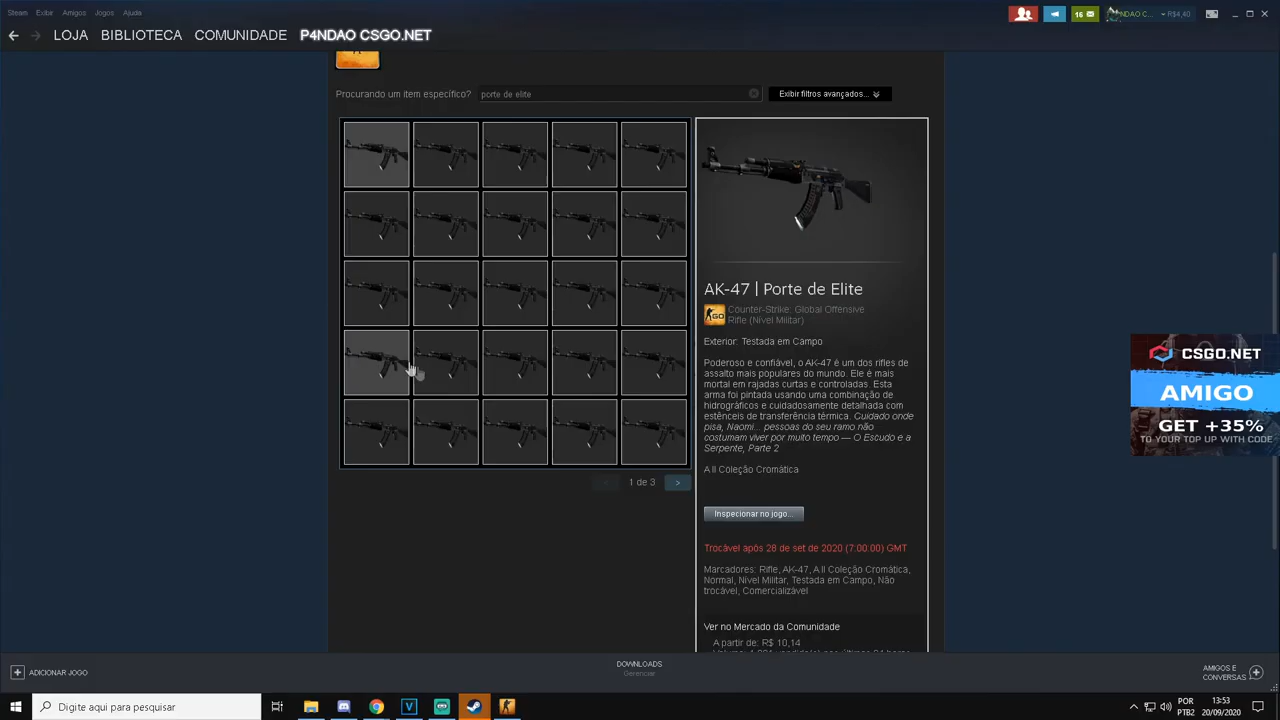 Steam Exibir Amigos Jogos Ajuda
16
P4NDAO C... R$4,40
LOJA BIBLIOTECA COMUNIDADE P4NDAO CSGO.NET
Procurando um item específico? porte de elite Exibir filtros avançados...
AK-47 | Porte de Elite
GO
Counter-Strike: Global Offensive
Rifle (Nível Militar)
Exterior: Testada em Campo
Poderoso e confiável, o AK-47 é um dos rifles de
assalto mais populares do mundo. Ele é mais
mortal em rajadas curtas e controladas. Esta
arma foi pintada usando uma combinação de
hidrográficos e cuidadosamente detalhada com
estênceis de transferência térmica. Cuidado onde
pisa, Naomi... pessoas do seu ramo não
costumam viver por muito tempo — O Escudo e a
Serpente, Parte 2
A II Coleção Cromática
< 1 de 3 >
Inspecionar no jogo...
Trocável após 28 de set de 2020 (7:00:00) GMT
Marcadores: Rifle, AK-47, A II Coleção Cromática,
Normal, Nível Militar, Testada em Campo, Não
trocável, Comercializável
Ver no Mercado da Comunidade
A partir de: R$ 10,14
CSGO.NET
AMIGO
GET +35%
TO YOUR TOP UP WITH CODE
ADICIONAR JOGO
DOWNLOADS
Gerenciar
AMIGOS E
CONVERSAS
Digite aqui para pesquisar
POR
PTB2
13:53
20/09/2020